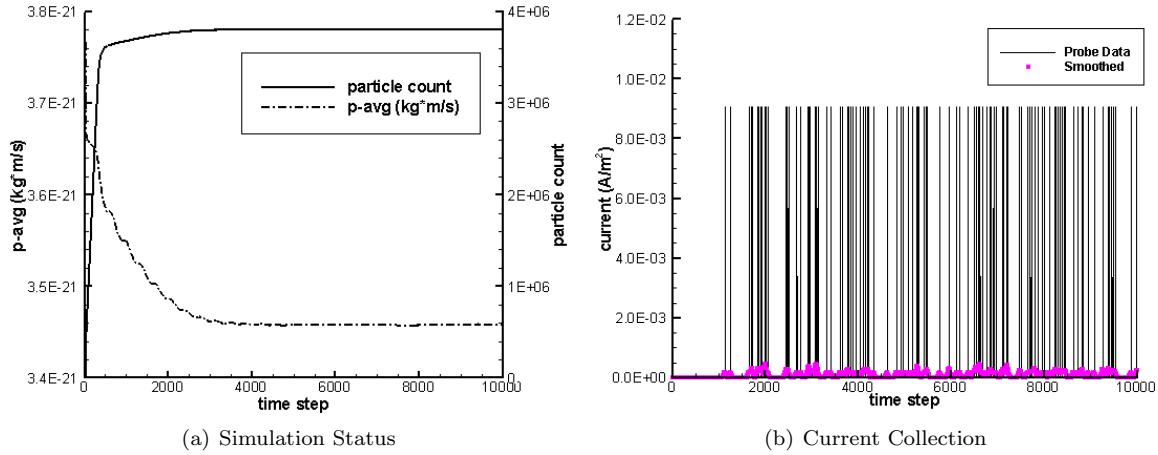 3.8E-21
3.7E-21
3.6E-21
3.5E-21
3.4E-21
p-avg (kg*m/s)
particle count
p-avg (kg*m/s)
4E+06
3E+06
2E+06
1E+06
0
particle count
0
2000
4000
6000
8000
10000
time step
(a) Simulation Status
1.2E-02
1.0E-02
8.0E-03
6.0E-03
4.0E-03
2.0E-03
0.0E+00
current (A/m²)
Probe Data
Smoothed
0
2000
4000
6000
8000
10000
time step
(b) Current Collection